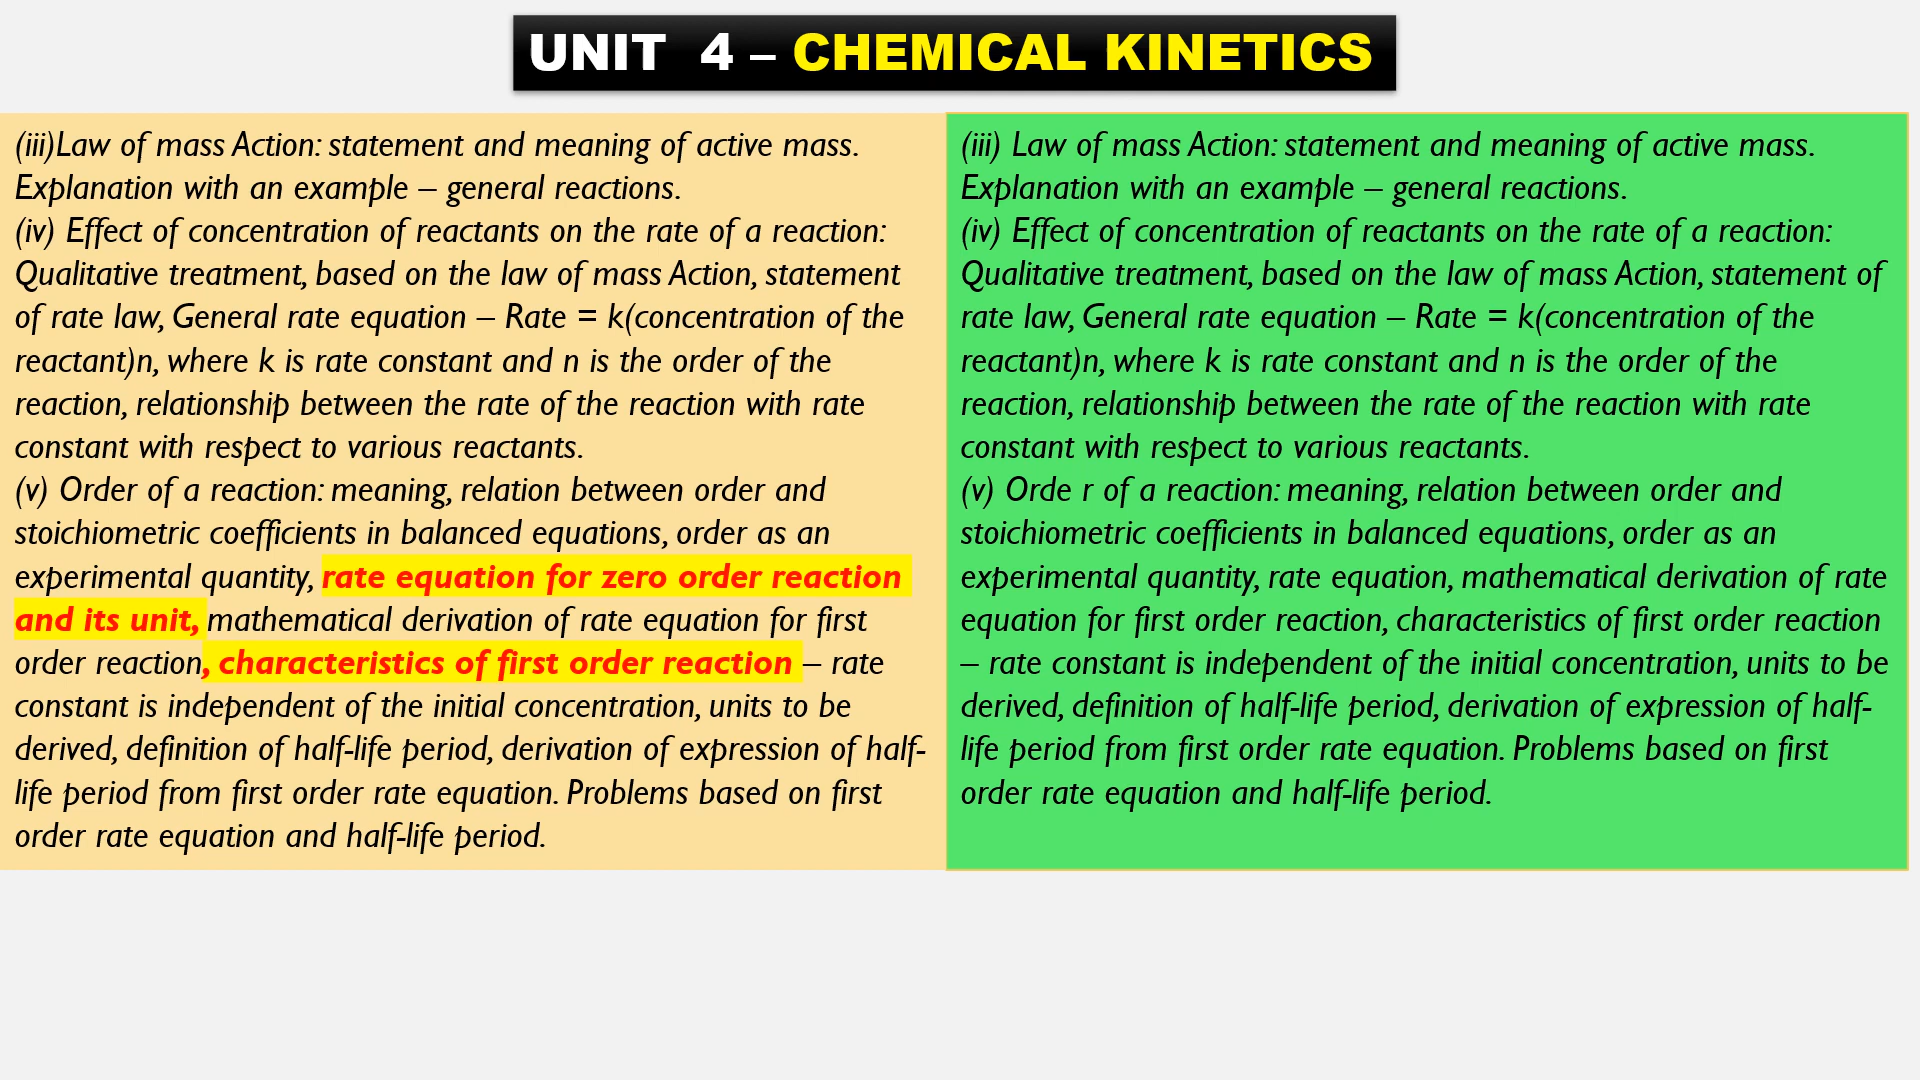 UNIT 4 – CHEMICAL KINETICS
(iii)Law of mass Action: statement and meaning of active mass.
Explanation with an example – general reactions.
(iv) Effect of concentration of reactants on the rate of a reaction:
Qualitative treatment, based on the law of mass Action, statement
of rate law, General rate equation – Rate = k(concentration of the
reactant)n, where k is rate constant and n is the order of the
reaction, relationship between the rate of the reaction with rate
constant with respect to various reactants.
(v) Order of a reaction: meaning, relation between order and
stoichiometric coefficients in balanced equations, order as an
experimental quantity, rate equation for zero order reaction
and its unit, mathematical derivation of rate equation for first
order reaction, characteristics of first order reaction – rate
constant is independent of the initial concentration, units to be
derived, definition of half-life period, derivation of expression of half-
life period from first order rate equation. Problems based on first
order rate equation and half-life period.
(iii) Law of mass Action: statement and meaning of active mass.
Explanation with an example – general reactions.
(iv) Effect of concentration of reactants on the rate of a reaction:
Qualitative treatment, based on the law of mass Action, statement of
rate law, General rate equation – Rate = k(concentration of the
reactant)n, where k is rate constant and n is the order of the
reaction, relationship between the rate of the reaction with rate
constant with respect to various reactants.
(v) Orde r of a reaction: meaning, relation between order and
stoichiometric coefficients in balanced equations, order as an
experimental quantity, rate equation, mathematical derivation of rate
equation for first order reaction, characteristics of first order reaction
– rate constant is independent of the initial concentration, units to be
derived, definition of half-life period, derivation of expression of half-
life period from first order rate equation. Problems based on first
order rate equation and half-life period.